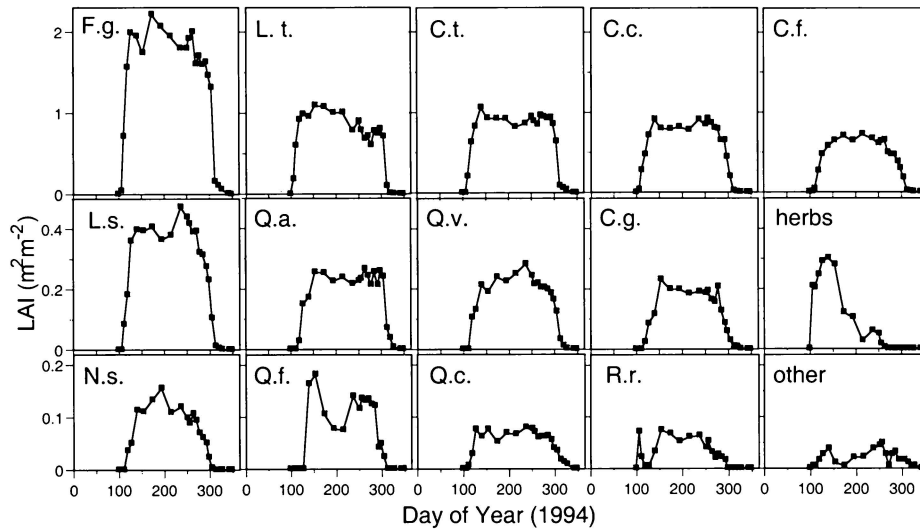 F.g. L. t. C.t. C.c. C.f.
2
1
0
L.s. Q.a. Q.v. C.g. herbs
0.4
0.2
0
LAI (m²m⁻²)
N.s. Q.f. Q.c. R.r. other
0.2
0.1
0
0 100 200 300 0 100 200 300 0 100 200 300 0 100 200 300 0 100 200 300
Day of Year (1994)